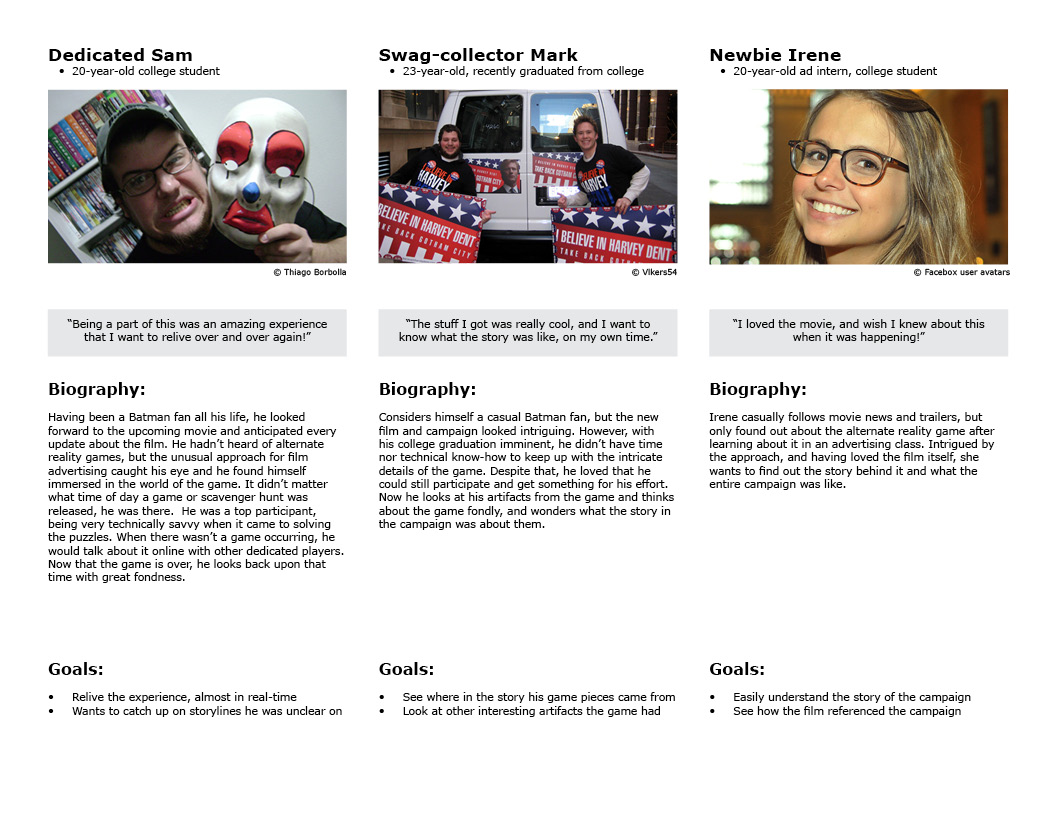 Dedicated Sam
• 20-year-old college student
© Thiago Borbolla
“Being a part of this was an amazing experience
that I want to relive over and over again!”
Biography:
Having been a Batman fan all his life, he looked
forward to the upcoming movie and anticipated every
update about the film. He hadn’t heard of alternate
reality games, but the unusual approach for film
advertising caught his eye and he found himself
immersed in the world of the game. It didn’t matter
what time of day a game or scavenger hunt was
released, he was there.  He was a top participant,
being very technically savvy when it came to solving
the puzzles. When there wasn’t a game occurring, he
would talk about it online with other dedicated players.
Now that the game is over, he looks back upon that
time with great fondness.
Goals:
• Relive the experience, almost in real-time
• Wants to catch up on storylines he was unclear on
Swag-collector Mark
• 23-year-old, recently graduated from college
I BELIEVE IN HARVEY DENT
TAKE BACK GOTHAM CITY
HARVEY
HARVEY
BELIEVE IN HARVEY DENT
TAKE BACK GOTHAM CITY
I BELIEVE IN HARVEY DENT
TAKE BACK GOTHAM CITY
© Vikers54
“The stuff I got was really cool, and I want to
know what the story was like, on my own time.”
Biography:
Considers himself a casual Batman fan, but the new
film and campaign looked intriguing. However, with
his college graduation imminent, he didn’t have time
nor technical know-how to keep up with the intricate
details of the game. Despite that, he loved that he
could still participate and get something for his effort.
Now he looks at his artifacts from the game and thinks
about the game fondly, and wonders what the story in
the campaign was about them.
Goals:
• See where in the story his game pieces came from
• Look at other interesting artifacts the game had
Newbie Irene
• 20-year-old ad intern, college student
© Facebox user avatars
“I loved the movie, and wish I knew about this
when it was happening!”
Biography:
Irene casually follows movie news and trailers, but
only found out about the alternate reality game after
learning about it in an advertising class. Intrigued by
the approach, and having loved the film itself, she
wants to find out the story behind it and what the
entire campaign was like.
Goals:
• Easily understand the story of the campaign
• See how the film referenced the campaign